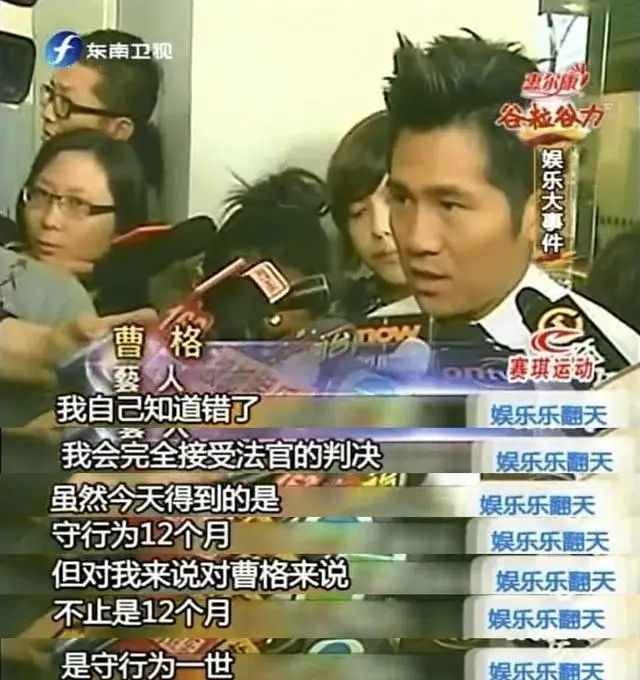 东南卫视
惠尔康
谷粒谷力
娱乐大事件
now
曹 格
藝 人
赛琪运动
我自己知道错了
娱乐乐翻天
我会完全接受法官的判决
娱乐乐翻天
虽然今天得到的是
娱乐乐翻天
守行为12个月
娱乐乐翻天
但对我来说对曹格来说
娱乐乐翻天
不止是12个月
娱乐乐翻天
是守行为一世
娱乐乐翻天